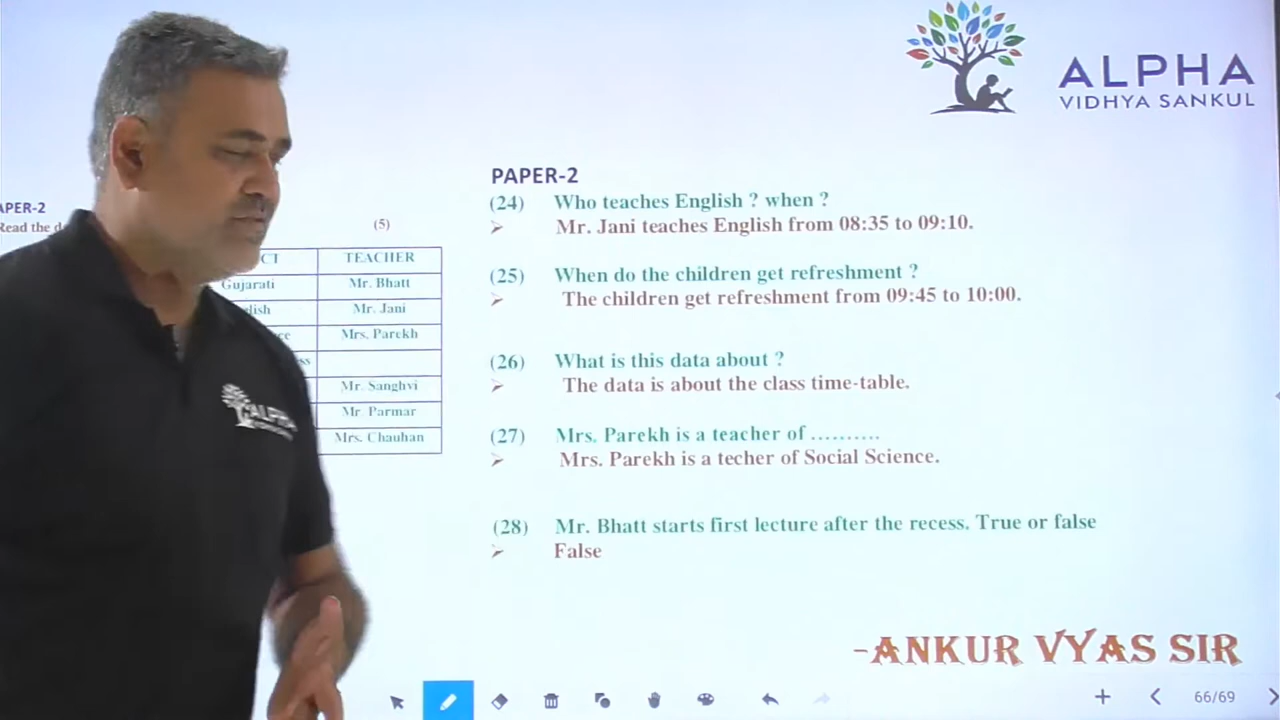 ALPHA
VIDHYA SANKUL
PAPER-2
(24) Who teaches English ? when ?
➢ Mr. Jani teaches English from 08:35 to 09:10.
(25) When do the children get refreshment ?
➢ The children get refreshment from 09:45 to 10:00.
(26) What is this data about ?
➢ The data is about the class time-table.
(27) Mrs. Parekh is a teacher of ..........
➢ Mrs. Parekh is a techer of Social Science.
(28) Mr. Bhatt starts first lecture after the recess. True or false
➢ False
APER-2
Read the d
(5)
CT TEACHER
Gujarati Mr. Bhatt
lish Mr. Jani
ce Mrs. Parekh
ss
Mr. Sanghvi
Mr. Parmar
Mrs. Chauhan
ALPH
-ANKUR VYAS SIR
66/69